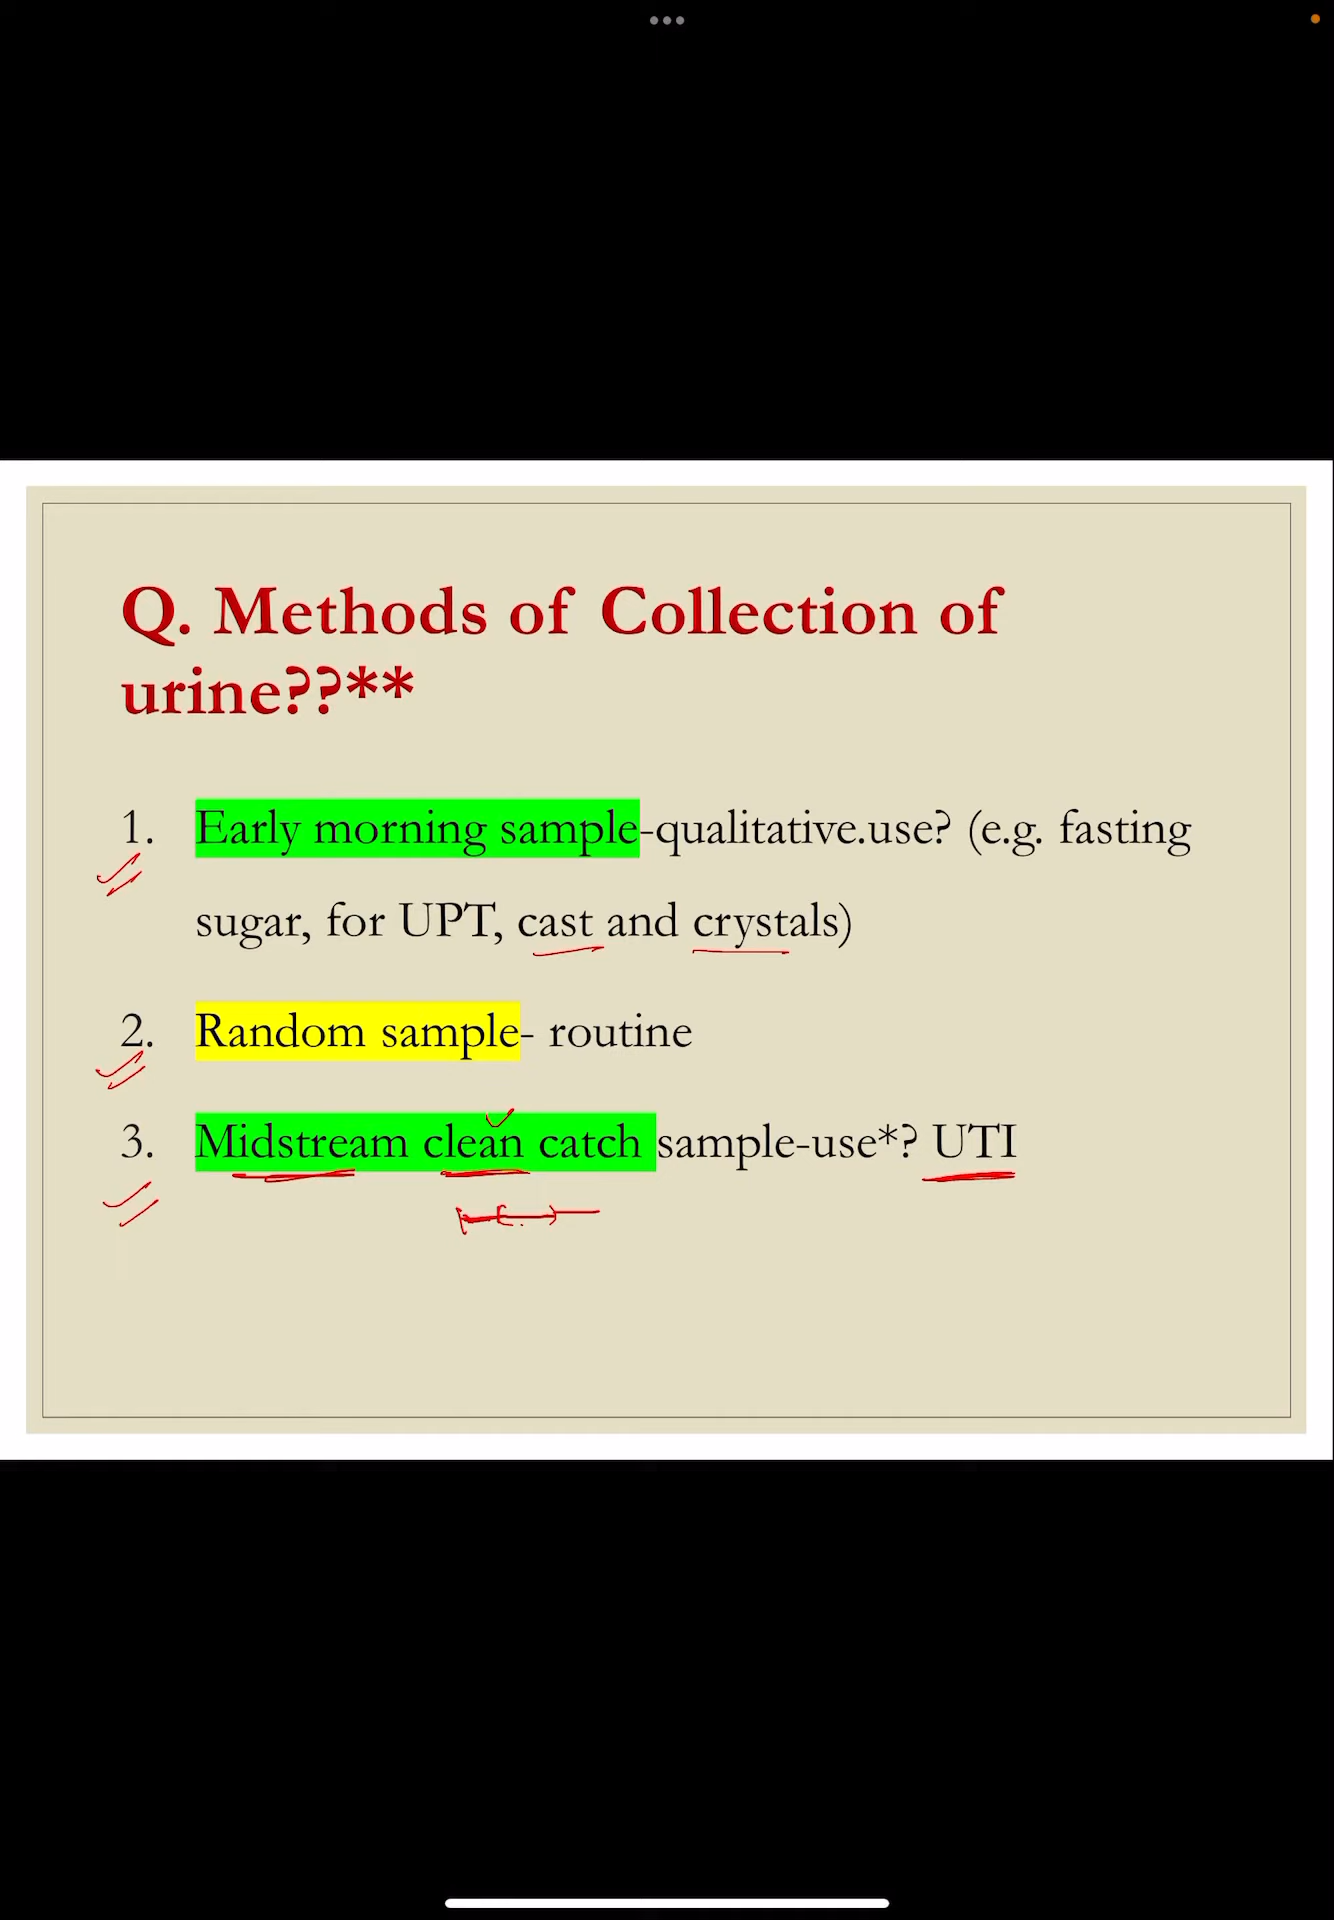 Q. Methods of Collection of
urine??**
1. Early morning sample-qualitative.use? (e.g. fasting
sugar, for UPT, cast and crystals)
2. Random sample- routine
3. Midstream clean catch sample-use*? UTI